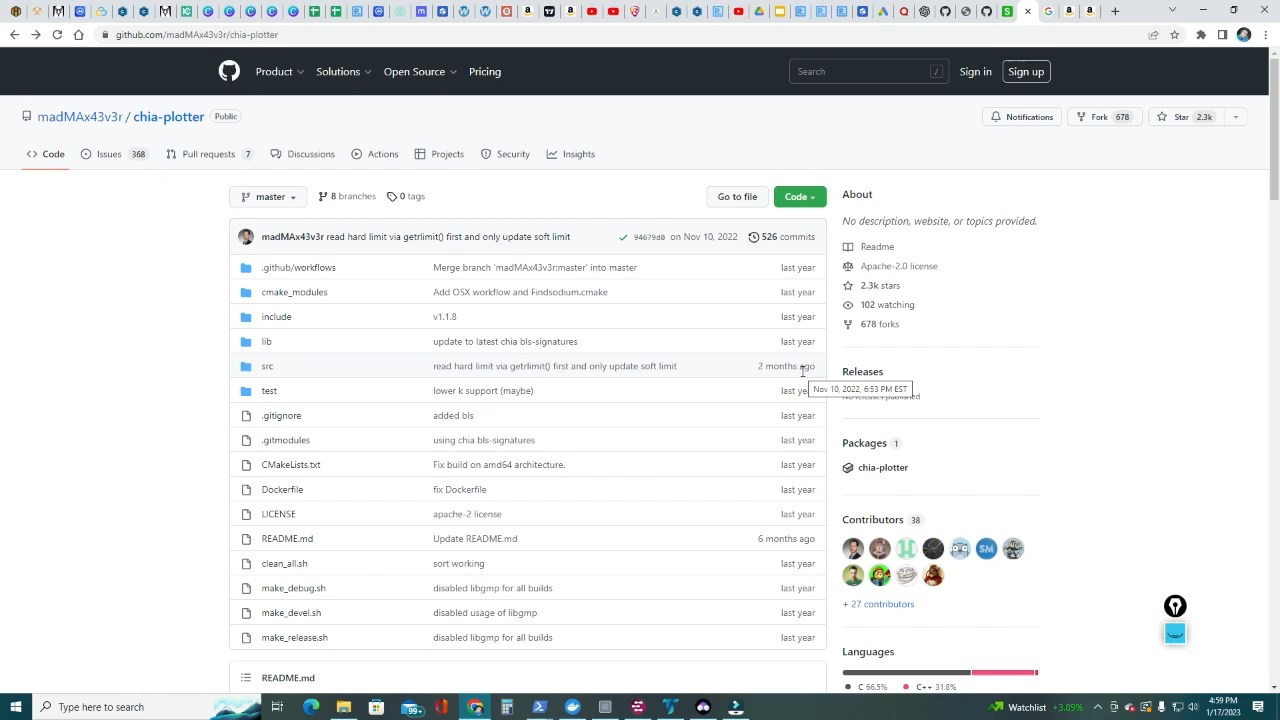 github.com/madMAx43v3r/chia-plotter
Product Solutions Open Source Pricing Search / Sign in Sign up
madMAx43v3r / chia-plotter Public Notifications Fork 678 Star 2.3k
Code Issues 368 Pull requests 7 Discussions Actions Projects Security Insights
master 8 branches 0 tags Go to file Code
madMAx43v3r read hard limit via getrlimit() first and only update soft limit 94679d0 on Nov 10, 2022 526 commits
.github/workflows Merge branch 'madMAx43v3r:master' into master last year
cmake_modules Add OSX workflow and Findsodium.cmake last year
include v1.1.8 last year
lib update to latest chia bls-signatures last year
src read hard limit via getrlimit() first and only update soft limit 2 months ago
test lower k support (maybe) last year
.gitignore added bls last year
.gitmodules using chia bls-signatures last year
CMakeLists.txt Fix build on amd64 architecture. last year
Dockerfile fix Dockerfile last year
LICENSE apache-2 license last year
README.md Update README.md 6 months ago
clean_all.sh sort working last year
make_debug.sh disabled libgmp for all builds last year
make_devel.sh disabled usage of libgmp last year
make_release.sh disabled libgmp for all builds last year
README.md
About
No description, website, or topics provided.
Readme
Apache-2.0 license
2.3k stars
102 watching
678 forks
Releases
Nov 10, 2022, 6:53 PM EST
No releases published
Packages 1
chia-plotter
Contributors 38
SM
+ 27 contributors
Languages
C 66.5% C++ 31.8%
Type here to search
99+
Watchlist +3.89%
4:59 PM
1/17/2023